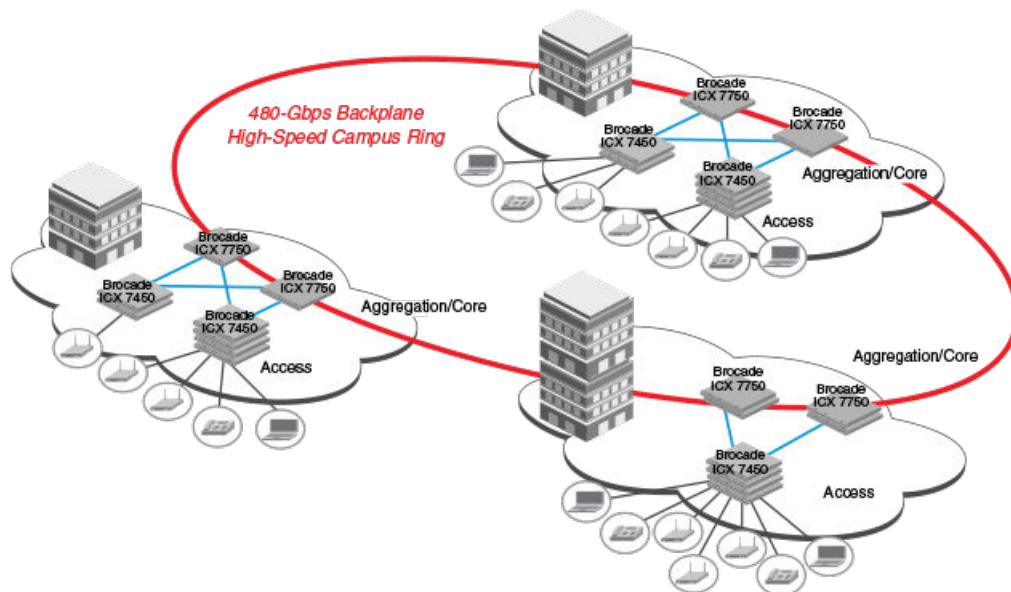 480-Gbps Backplane
High-Speed Campus Ring
Brocade
ICX 7750
Brocade
ICX 7750
Brocade
ICX 7450
Brocade
ICX 7450
Aggregation/Core
Access
Brocade
ICX 7750
Brocade
ICX 7750
Brocade
ICX 7450
Brocade
ICX 7450
Aggregation/Core
Access
Aggregation/Core
Brocade
ICX 7750
Brocade
ICX 7750
Brocade
ICX 7450
Access